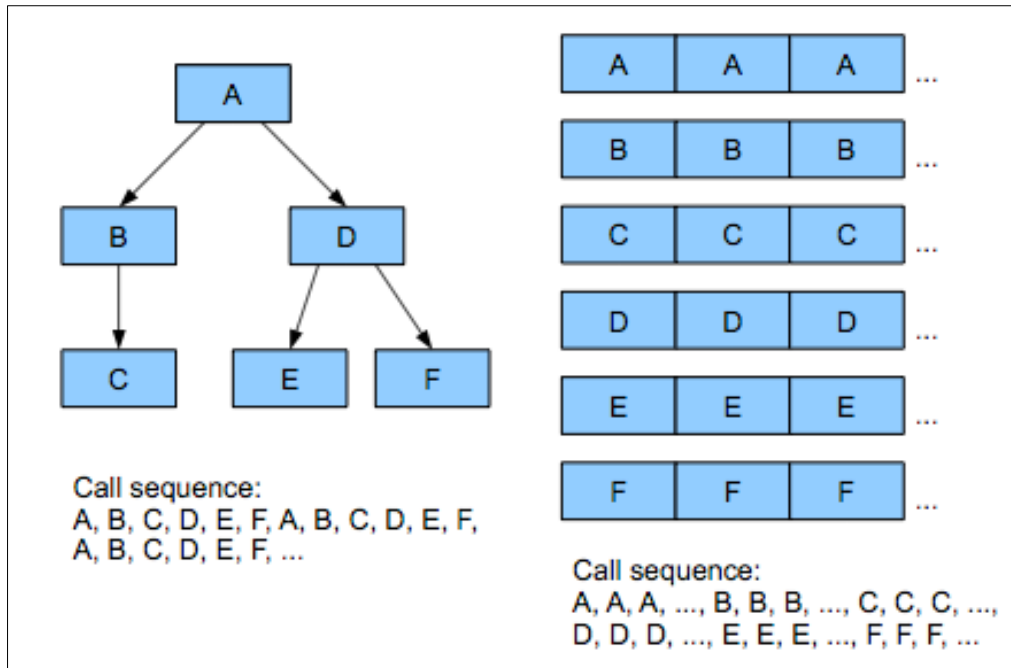 A
B
D
C
E
F
Call sequence:
A, B, C, D, E, F, A, B, C, D, E, F,
A, B, C, D, E, F, ...
A A A ...
B B B ...
C C C ...
D D D ...
E E E ...
F F F ...
Call sequence:
A, A, A, ..., B, B, B, ..., C, C, C, ...,
D, D, D, ..., E, E, E, ..., F, F, F, ...